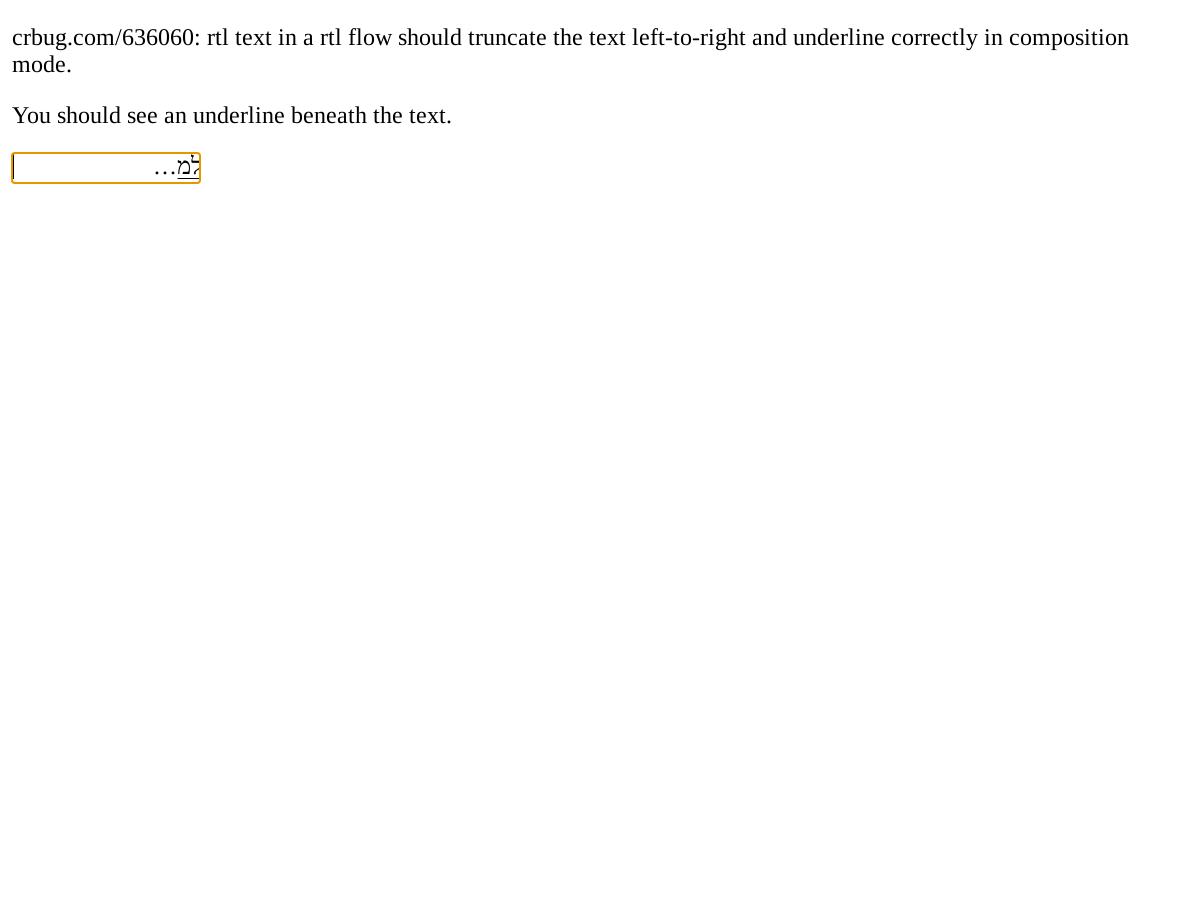 crbug.com/636060: rtl text in a rtl flow should truncate the text left-to-right and underline correctly in composition
mode.
You should see an underline beneath the text.
למ...